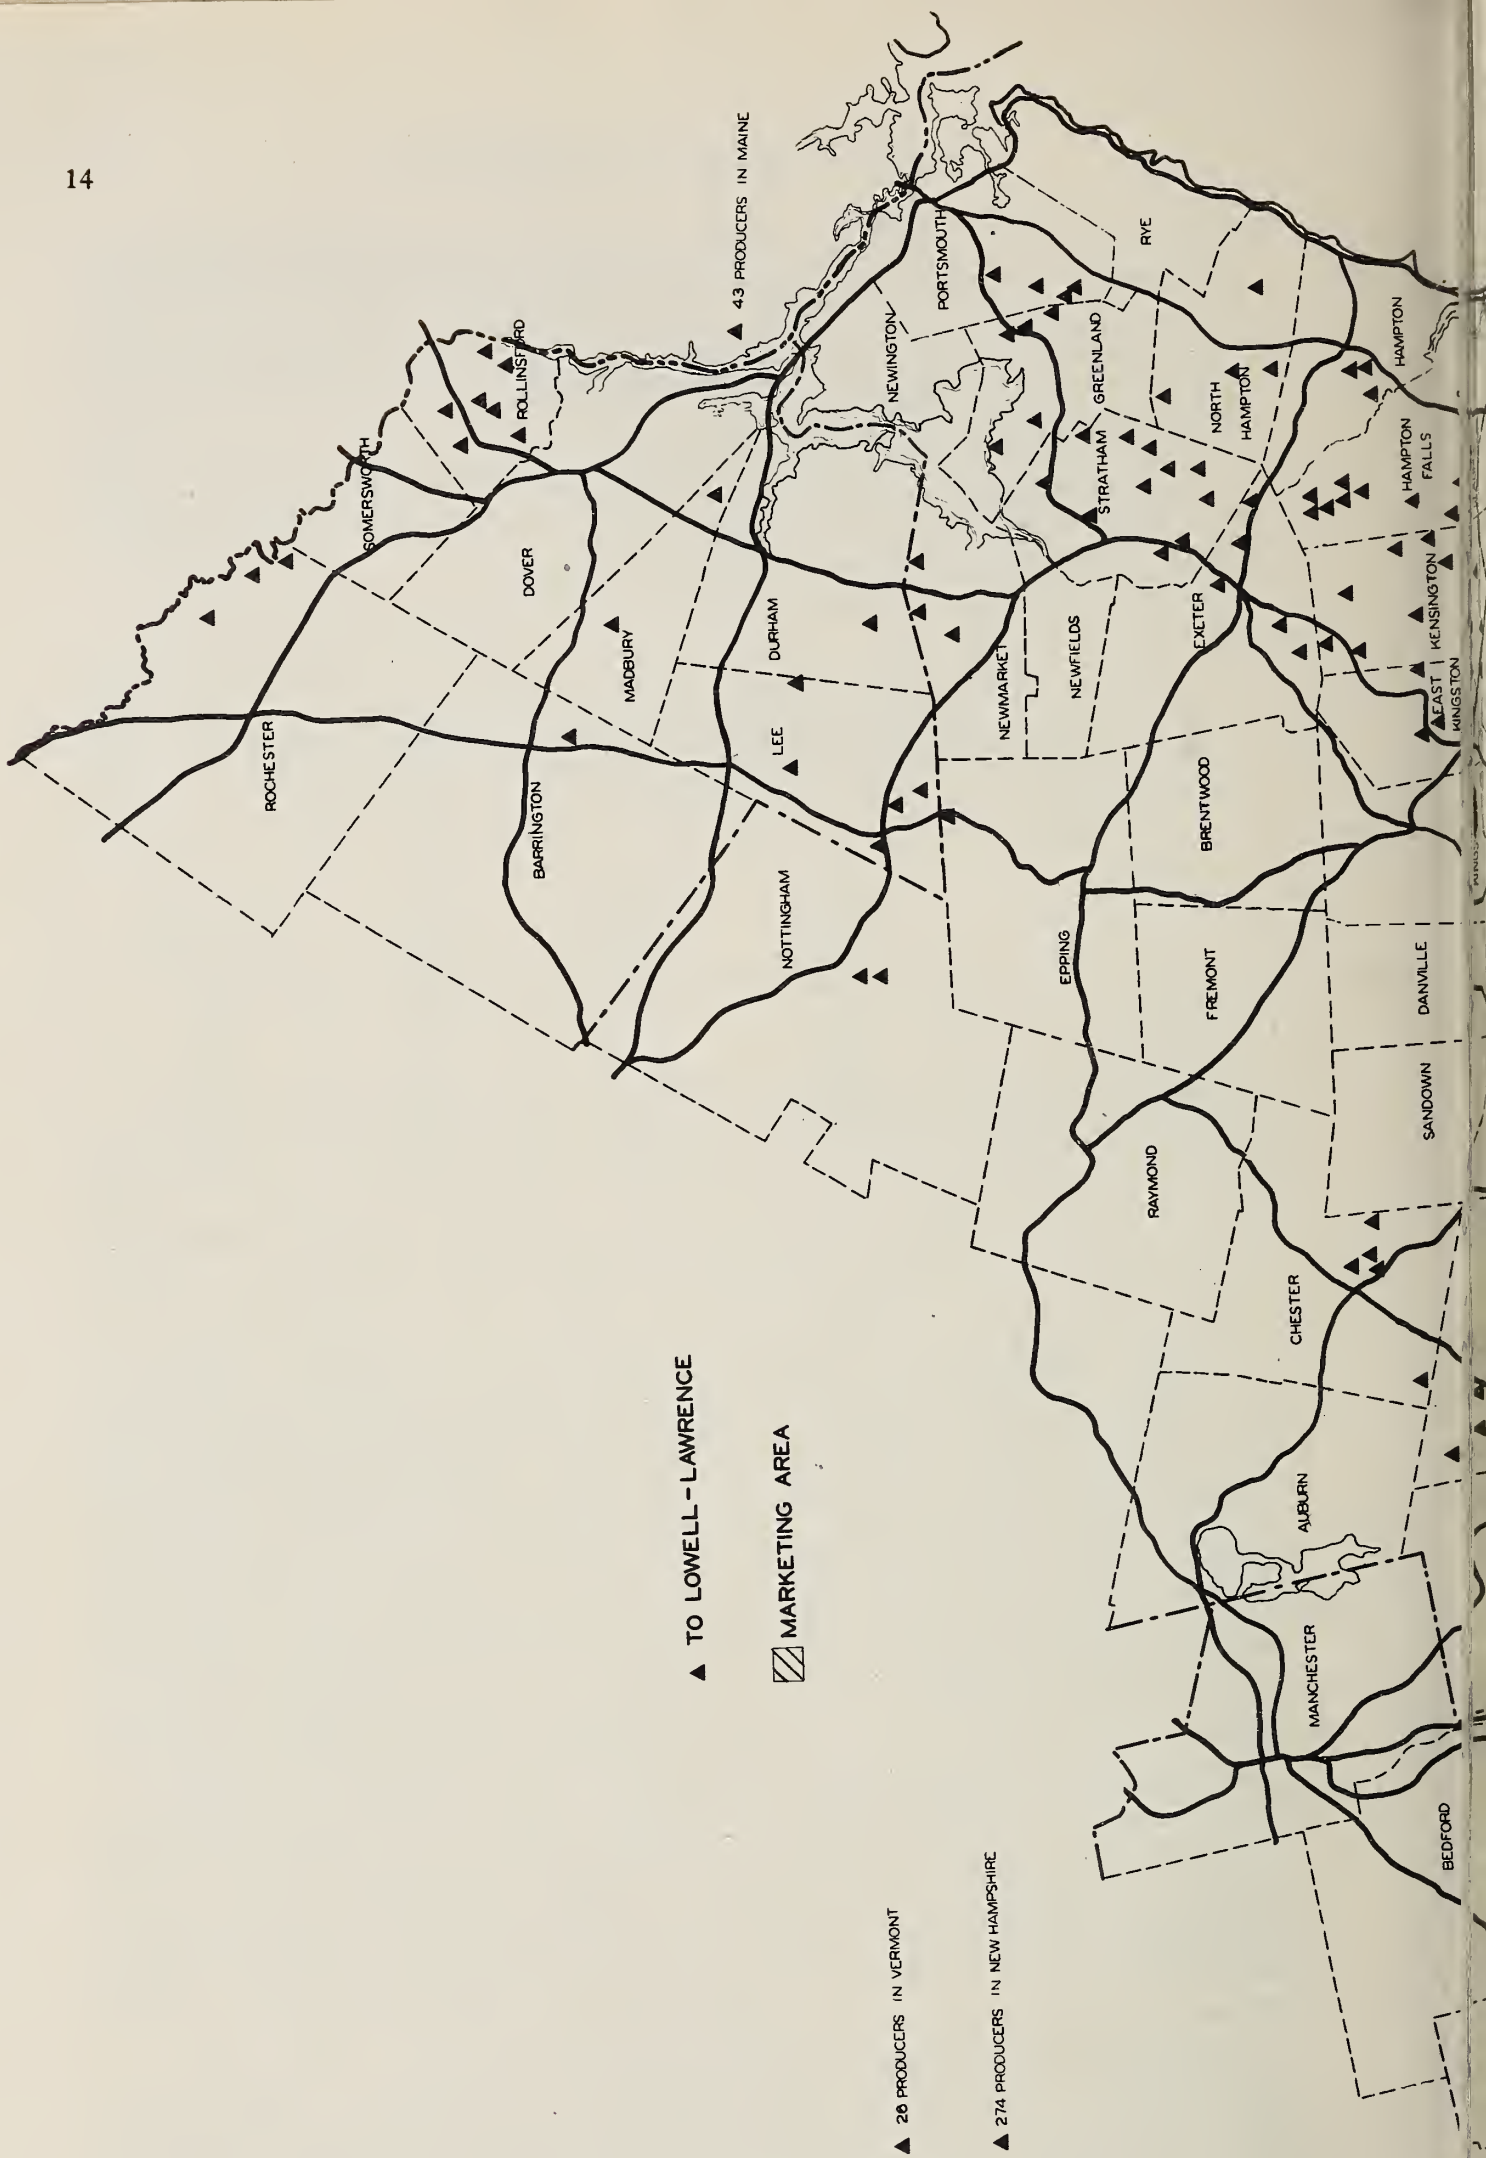 14
▲ 43 PRODUCERS IN MAINE
ROCHESTER
SOMERSWORTH
ROLLINSFORD
DOVER
BARRINGTON
MADBURY
DURHAM
LEE
NOTTINGHAM
NEWINGTON
PORTSMOUTH
GREENLAND
RYE
STRATHAM
NORTH
HAMPTON
NEWMARKET
NEWFIELDS
EXETER
HAMPTON
HAMPTON
FALLS
KENSINGTON
EAST
KINGSTON
BRENTWOOD
EPPING
FREMONT
DANVILLE
SANDOWN
RAYMOND
CHESTER
AUBURN
MANCHESTER
BEDFORD
▲ TO LOWELL-LAWRENCE
MARKETING AREA
▲ 26 PRODUCERS IN VERMONT
▲ 274 PRODUCERS IN NEW HAMPSHIRE